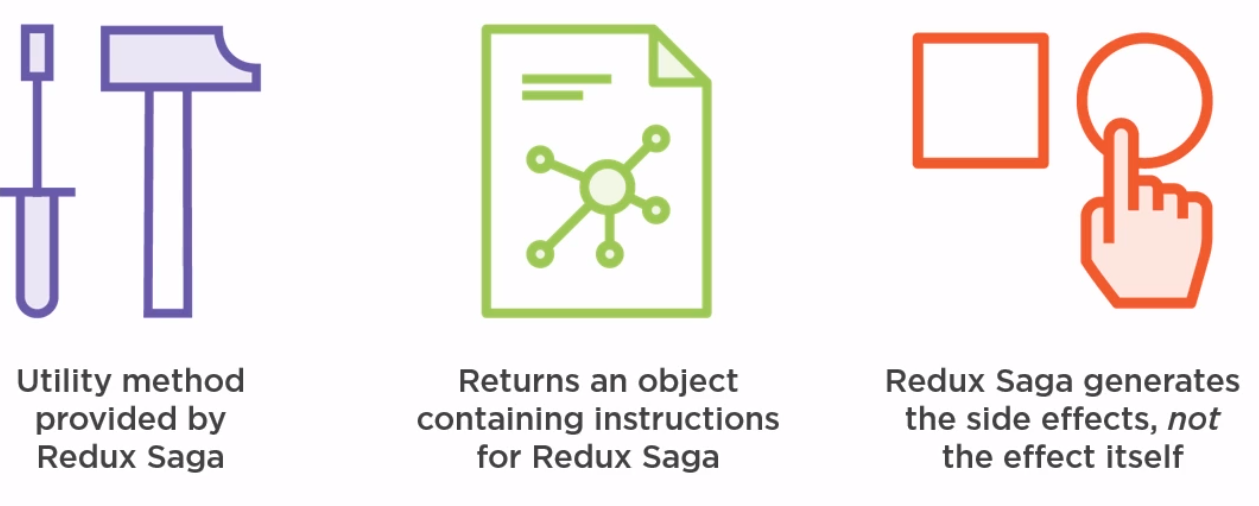 Utility method
provided by
Redux Saga
Returns an object
containing instructions
for Redux Saga
Redux Saga generates
the side effects, not
the effect itself